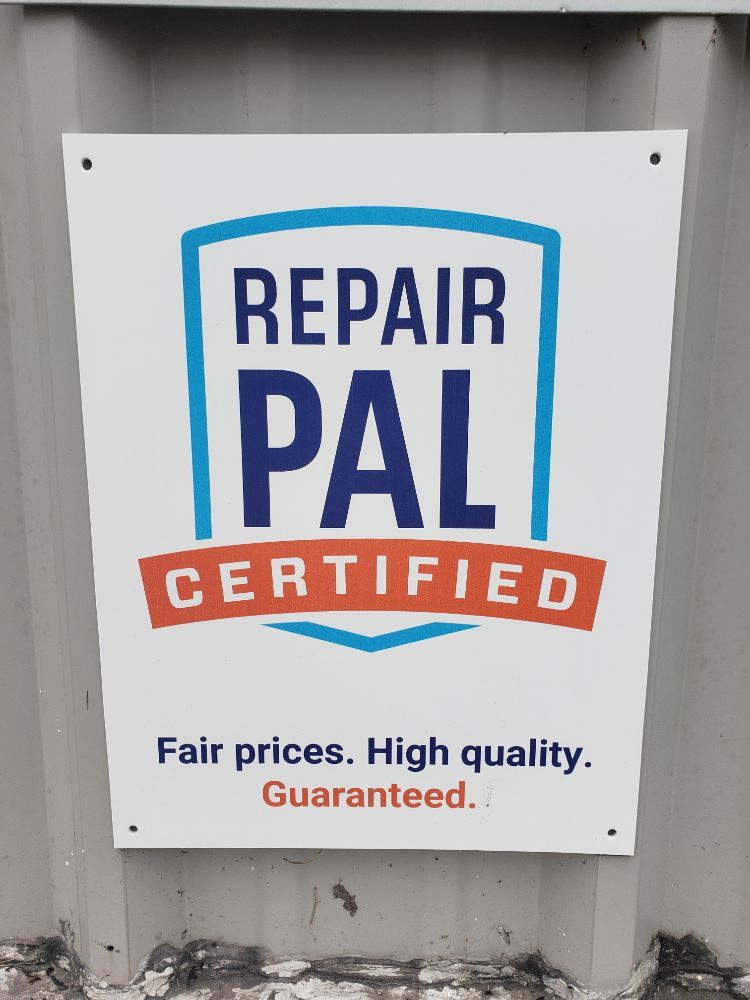 REPAIR
PAL
CERTIFIED
Fair prices. High quality.
Guaranteed.